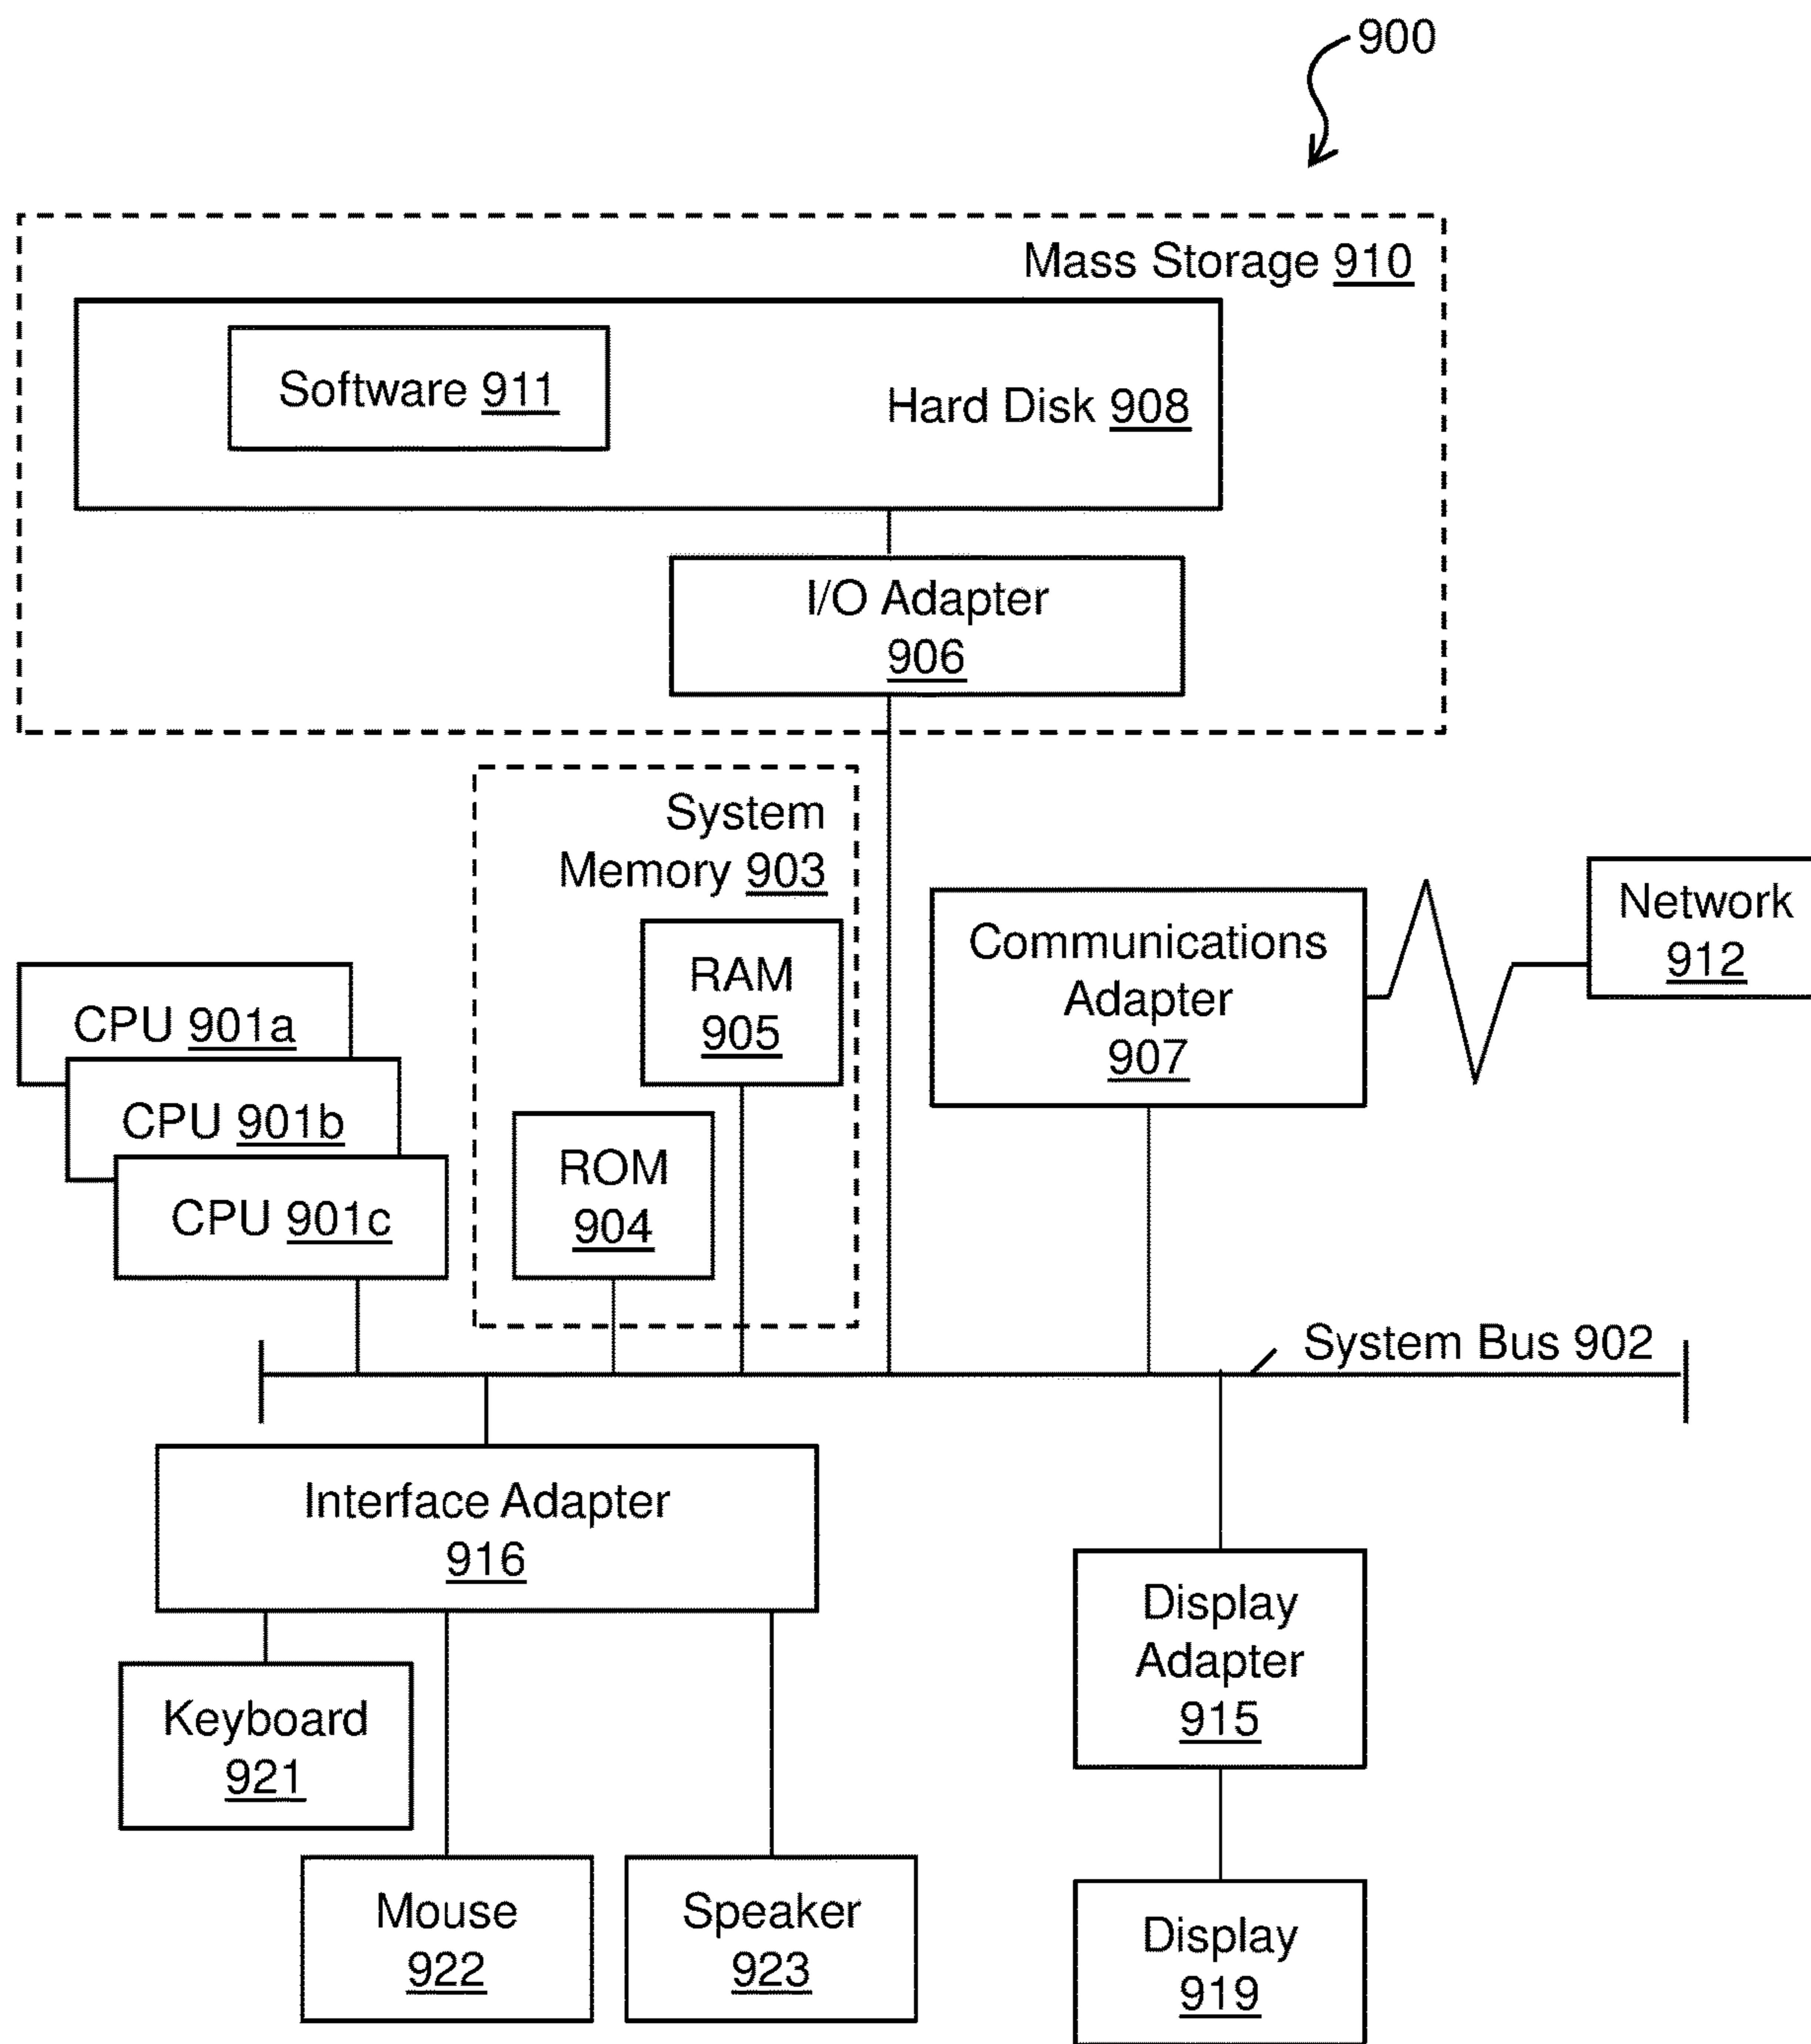 900
Mass Storage 910
Software 911
Hard Disk 908
I/O Adapter
906
System
Memory 903
RAM
905
ROM
904
Communications
Adapter
907
Network
912
CPU 901a
CPU 901b
CPU 901c
System Bus 902
Interface Adapter
916
Display
Adapter
915
Keyboard
921
Mouse
922
Speaker
923
Display
919